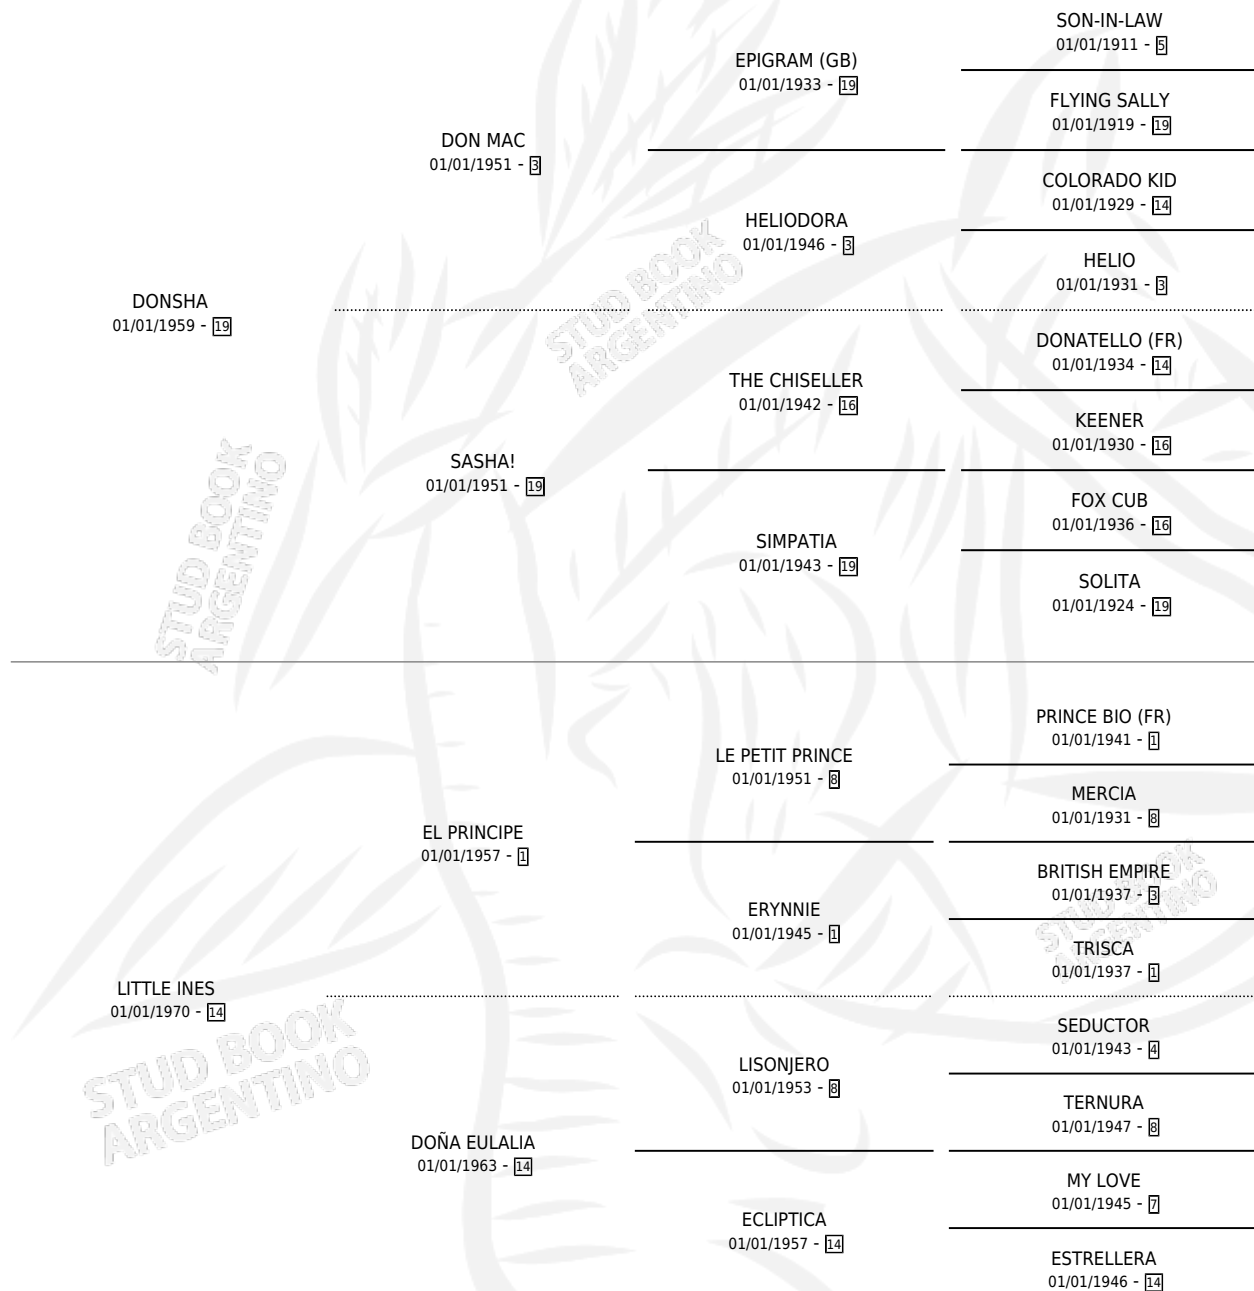 SON-IN-LAW
01/01/1911 - 5
EPIGRAM (GB)
01/01/1933 - 19
FLYING SALLY
01/01/1919 - 19
DON MAC
01/01/1951 - 3
COLORADO KID
01/01/1929 - 14
HELIODORA
01/01/1946 - 3
HELIO
01/01/1931 - 3
DONSHA
01/01/1959 - 19
DONATELLO (FR)
01/01/1934 - 14
THE CHISELLER
01/01/1942 - 16
KEENER
01/01/1930 - 16
SASHA!
01/01/1951 - 19
FOX CUB
01/01/1936 - 16
SIMPATIA
01/01/1943 - 19
SOLITA
01/01/1924 - 19
STUD BOOK
ARGENTINO
STUD BOOK
ARGENTINO
PRINCE BIO (FR)
01/01/1941 - 1
LE PETIT PRINCE
01/01/1951 - 8
MERCIA
01/01/1931 - 8
EL PRINCIPE
01/01/1957 - 1
BRITISH EMPIRE
01/01/1937 - 3
ERYNNIE
01/01/1945 - 1
TRISCA
01/01/1937 - 1
STUD BOOK
ARGENTINO
LITTLE INES
01/01/1970 - 14
SEDUCTOR
01/01/1943 - 4
LISONJERO
01/01/1953 - 8
TERNURA
01/01/1947 - 8
DOÑA EULALIA
01/01/1963 - 14
MY LOVE
01/01/1945 - 7
ECLIPTICA
01/01/1957 - 14
ESTRELLERA
01/01/1946 - 14
STUD BOOK
ARGENTINO